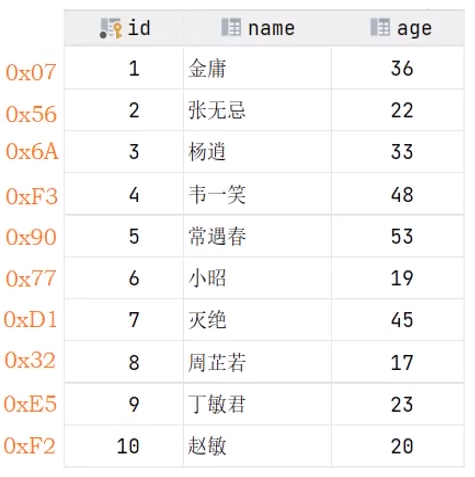 id name age
0x07 1 金庸 36
0x56 2 张无忌 22
0x6A 3 杨逍 33
0xF3 4 韦一笑 48
0x90 5 常遇春 53
0x77 6 小昭 19
0xD1 7 灭绝 45
0x32 8 周芷若 17
0xE5 9 丁敏君 23
0xF2 10 赵敏 20